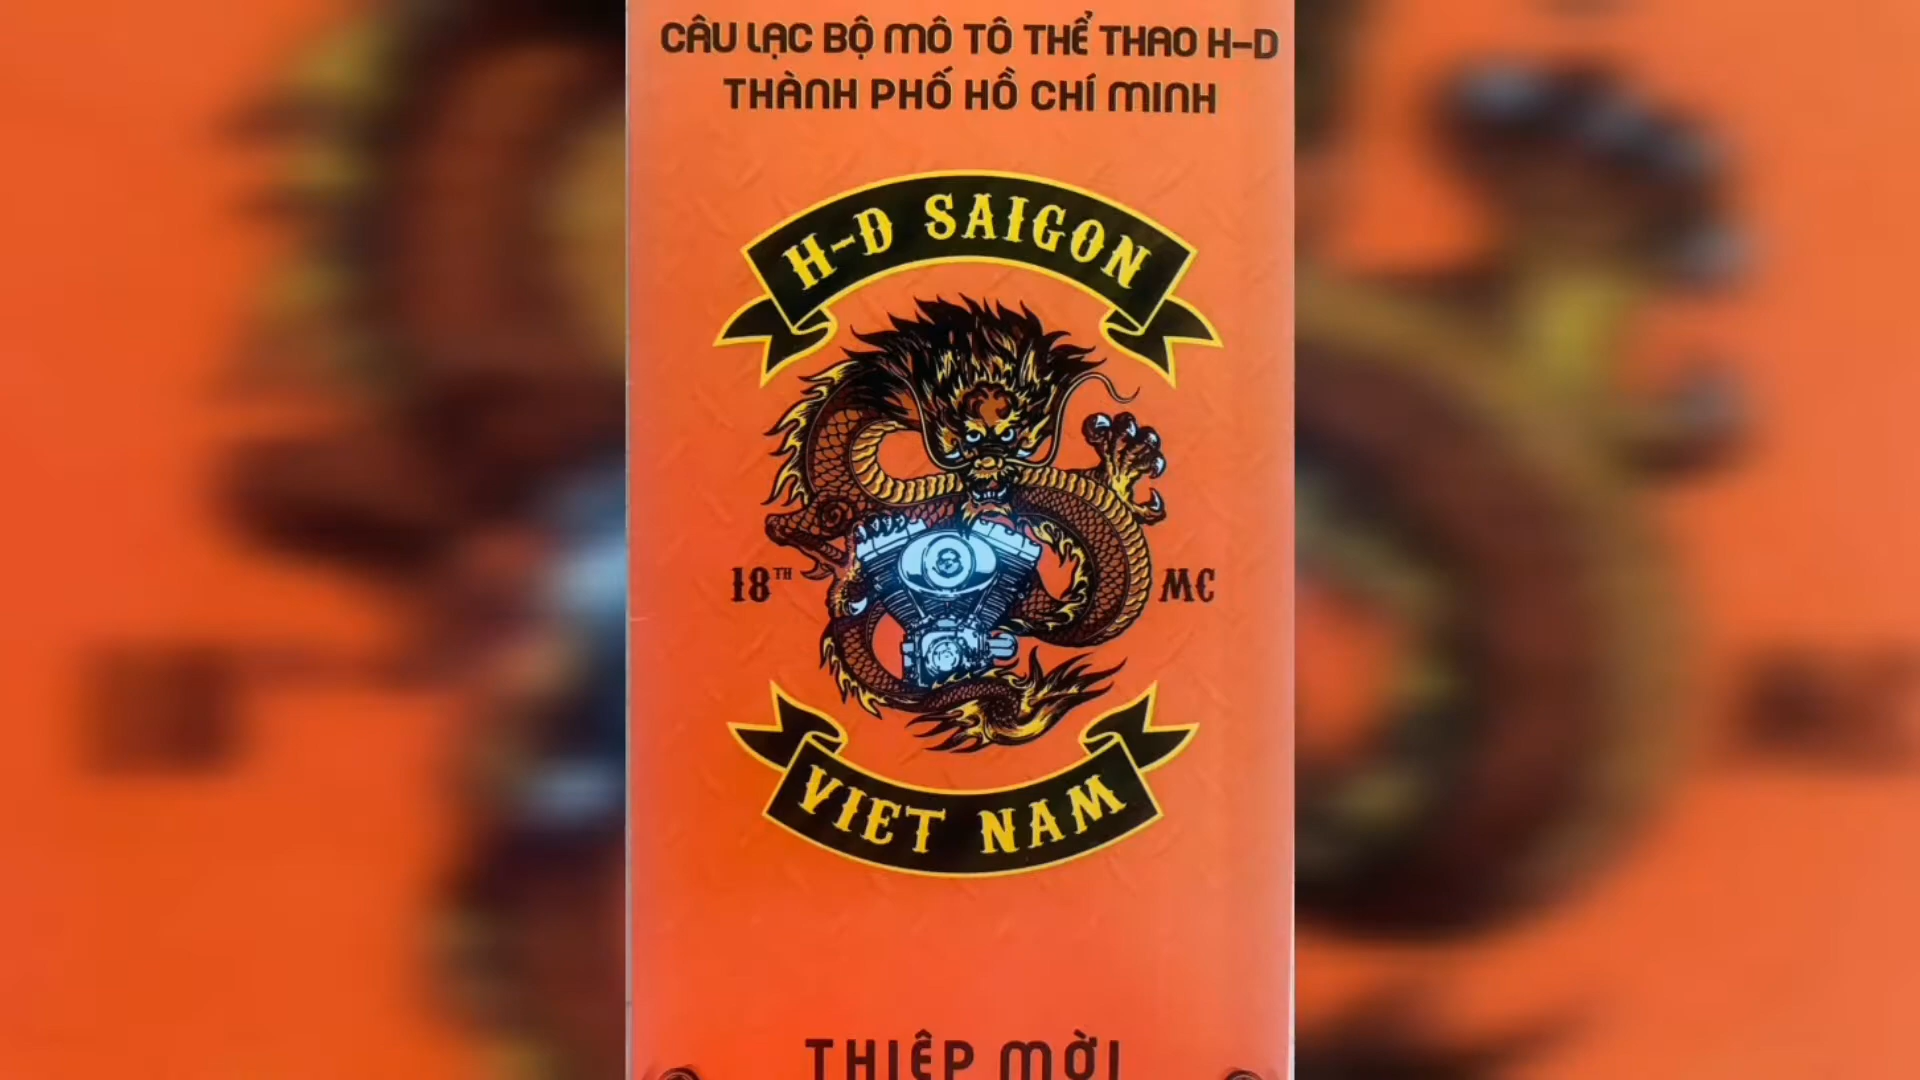 CÂU LẠC BỘ MÔ TÔ THỂ THAO H-D
THÀNH PHỐ HỒ CHÍ MINH
H-D SAIGON
18TH
MC
VIET NAM
THIỆP MỜI